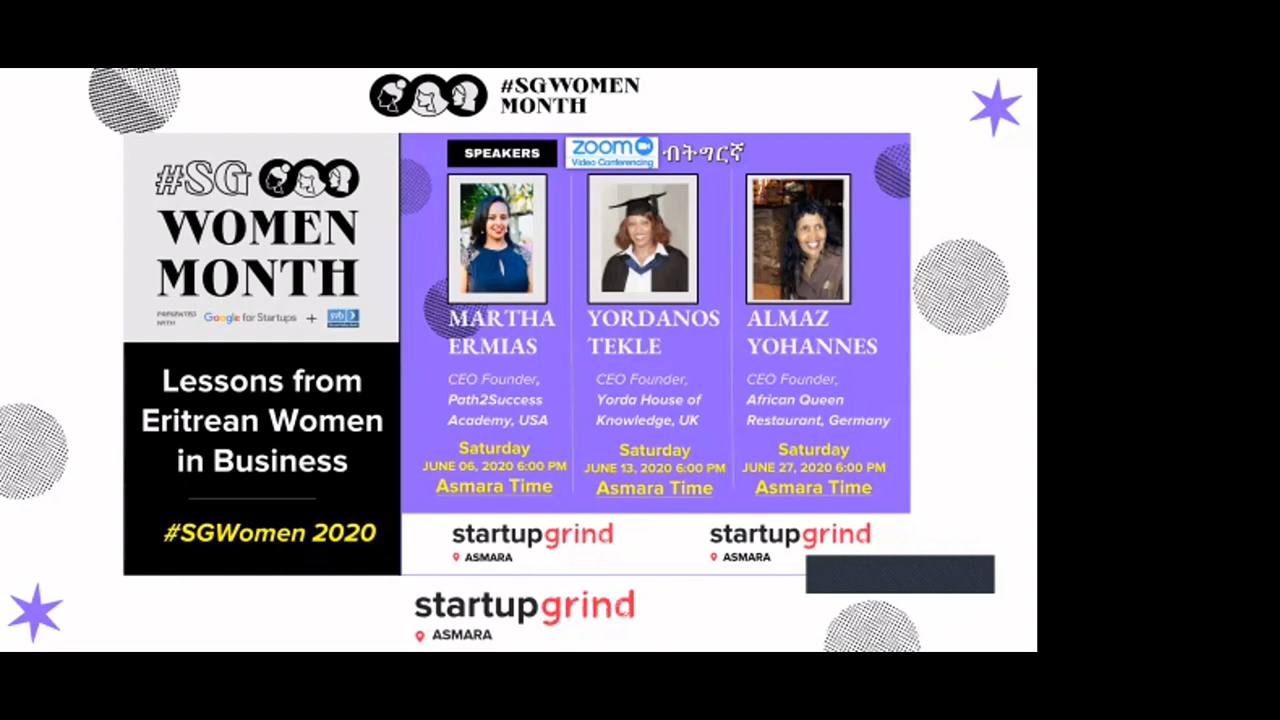 #SGWOMEN
MONTH
#SG
WOMEN
MONTH
PRESENTED
WITH
Google for Startups + svb
Lessons from
Eritrean Women
in Business
#SGWomen 2020
SPEAKERS
zoom
Video Conferencing
ብትግርኛ
MARTHA
ERMIAS
CEO Founder,
Path2Success
Academy, USA
Saturday
JUNE 06, 2020 6:00 PM
Asmara Time
YORDANOS
TEKLE
CEO Founder,
Yorda House of
Knowledge, UK
Saturday
JUNE 13, 2020 6:00 PM
Asmara Time
ALMAZ
YOHANNES
CEO Founder,
African Queen
Restaurant, Germany
Saturday
JUNE 27, 2020 6:00 PM
Asmara Time
startupgrind
ASMARA
startupgrind
ASMARA
startupgrind
ASMARA